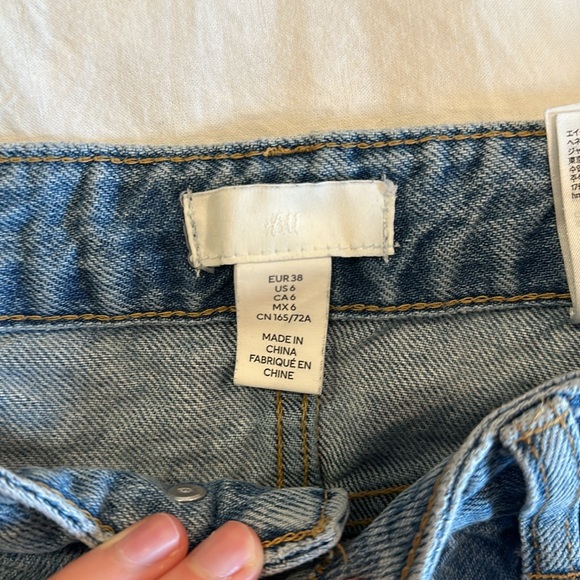 H&M
EUR 38
US 6
CA 6
MX 6
CN 165/72A
MADE IN
CHINA
FABRIQUÉ EN
CHINE